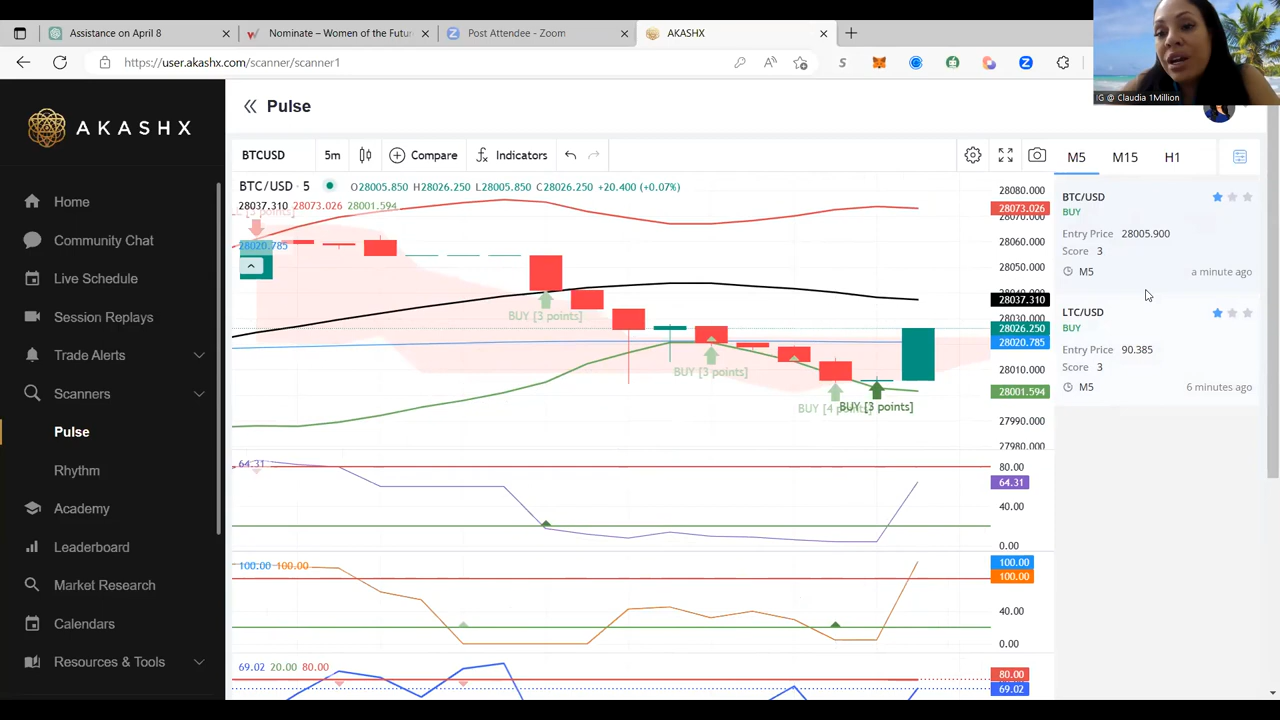 Assistance on April 8
Nominate – Women of the Futur
Post Attendee - Zoom
AKASHX
https://user.akashx.com/scanner/scanner1
IG @ Claudia 1Million
AKASHX
Home
Community Chat
Live Schedule
Session Replays
Trade Alerts
Scanners
Pulse
Rhythm
Academy
Leaderboard
Market Research
Calendars
Resources & Tools
Pulse
BTCUSD 5m Compare Indicators
BTC/USD · 5 O28005.850 H28026.250 L28005.850 C28026.250 +20.400 (+0.07%)
28037.310 28073.026 28001.594
28020.785
BUY [3 points]
BUY [3 points]
BUY [4
BUY [3 points]
28080.000
28073.026
28060.000
28050.000
28037.310
28030.000
28026.250
28020.785
28010.000
28001.594
27990.000
27980.000
64.31
80.00
64.31
40.00
0.00
100.00 100.00
100.00
100.00
40.00
0.00
69.02 20.00 80.00
80.00
69.02
M5 M15 H1
BTC/USD
BUY
Entry Price 28005.900
Score 3
M5 a minute ago
LTC/USD
BUY
Entry Price 90.385
Score 3
M5 6 minutes ago